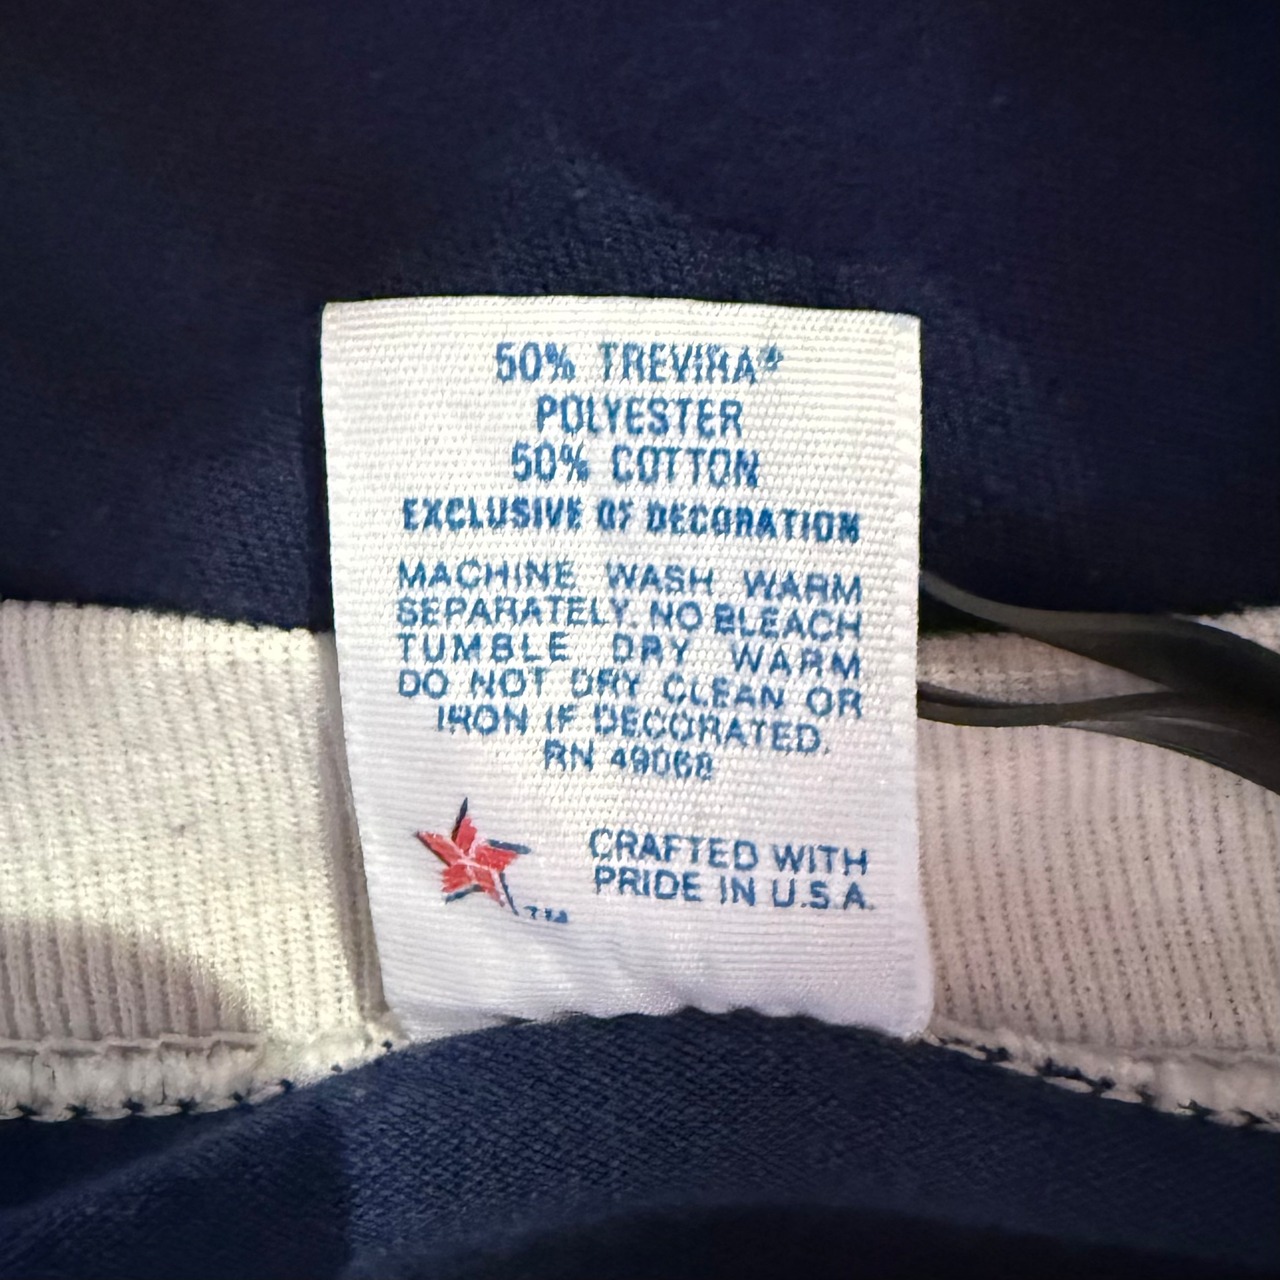 50% TREVIRA®
POLYESTER
50% COTTON
EXCLUSIVE OF DECORATION
MACHINE WASH WARM
SEPARATELY. NO BLEACH
TUMBLE DRY WARM
DO NOT DRY CLEAN OR
IRON IF DECORATED.
RN 49068
CRAFTED WITH
PRIDE IN U.S.A.
TM